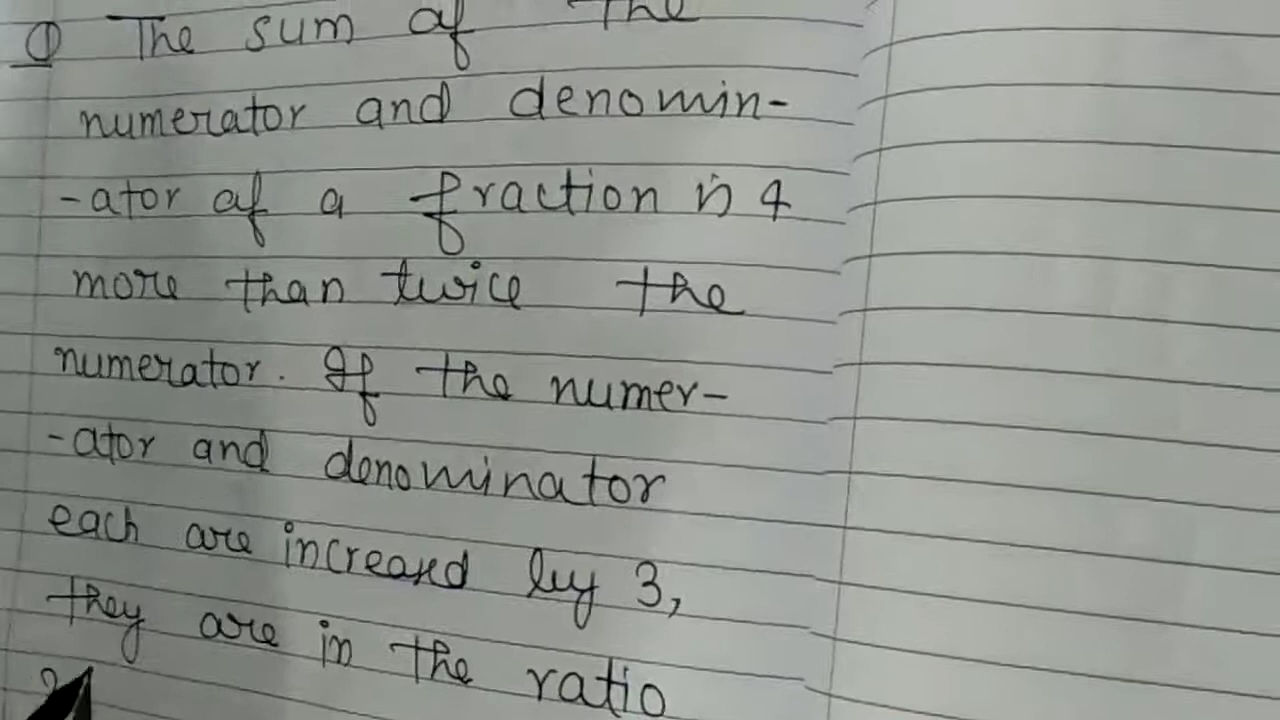 Q The sum of the
numerator and denomin-
-ator of a fraction is 4
more than twice the
numerator. If the numer-
-ator and denominator
each are increased by 3,
they are in the ratio